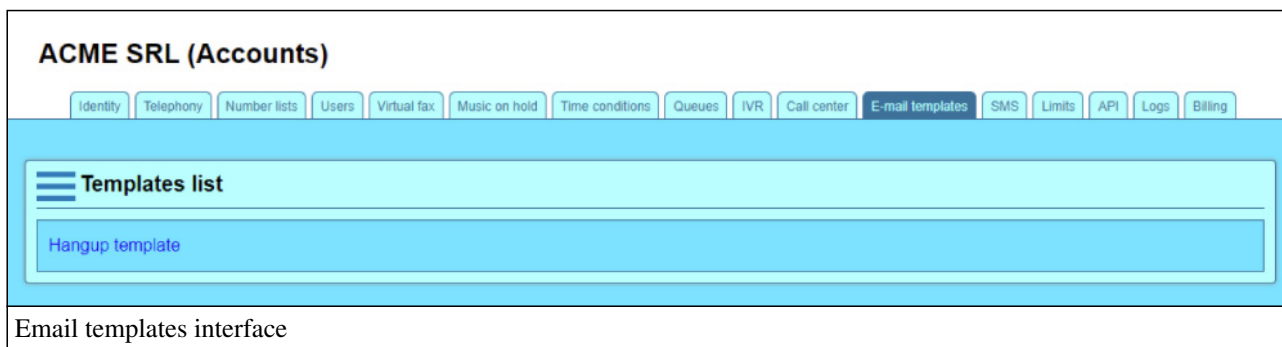 ACME SRL (Accounts)
Identity Telephony Number lists Users Virtual fax Music on hold Time conditions Queues IVR Call center E-mail templates SMS Limits API Logs Billing
Templates list
Hangup template
Email templates interface